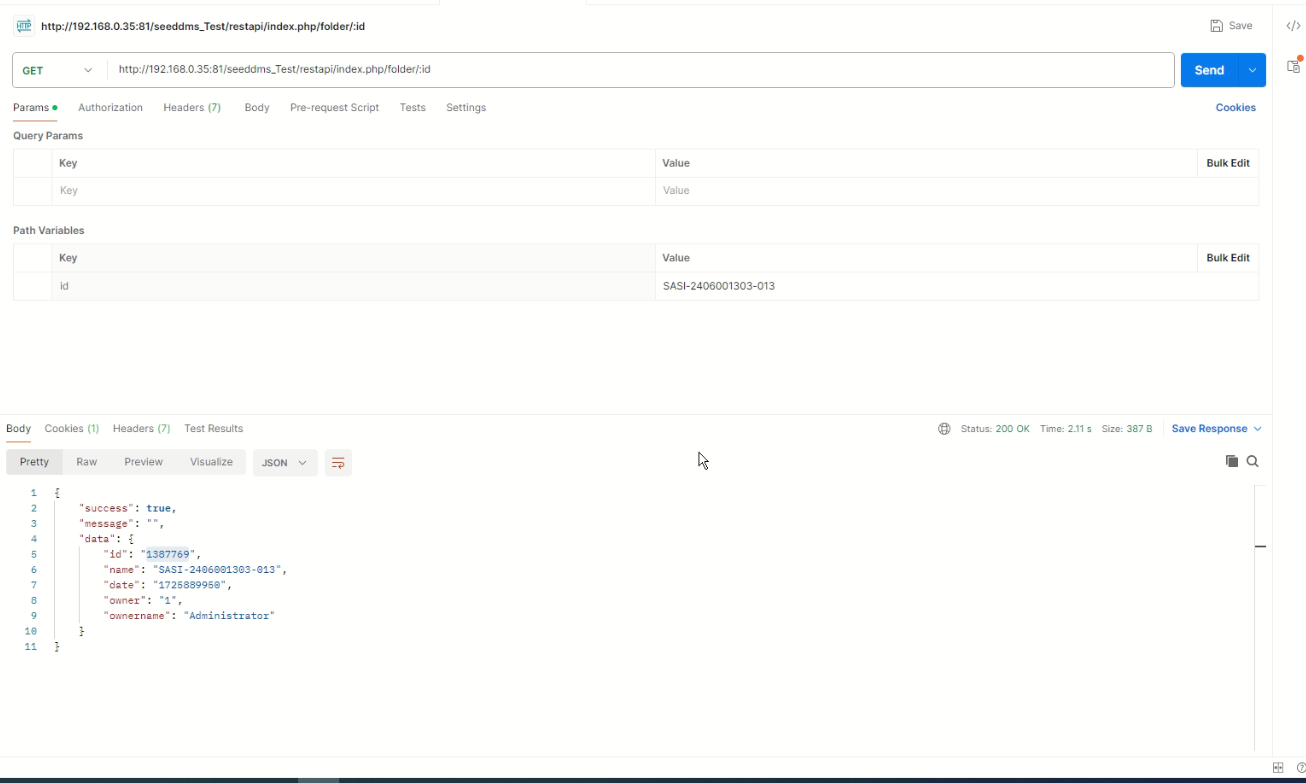 HTTP http://192.168.0.35:81/seeddms_Test/restapi/index.php/folder/:id Save
GET http://192.168.0.35:81/seeddms_Test/restapi/index.php/folder/:id Send
Params Authorization Headers (7) Body Pre-request Script Tests Settings Cookies
Query Params
Key Value Bulk Edit
Key Value
Path Variables
Key Value Bulk Edit
id SASI-2406001303-013
Body Cookies (1) Headers (7) Test Results Status: 200 OK Time: 2.11 s Size: 387 B Save Response
Pretty Raw Preview Visualize JSON
1 {
2 "success": true,
3 "message": "",
4 "data": {
5 "id": "1387769",
6 "name": "SASI-2406001303-013",
7 "date": "1725889950",
8 "owner": "1",
9 "ownername": "Administrator"
10 }
11 }